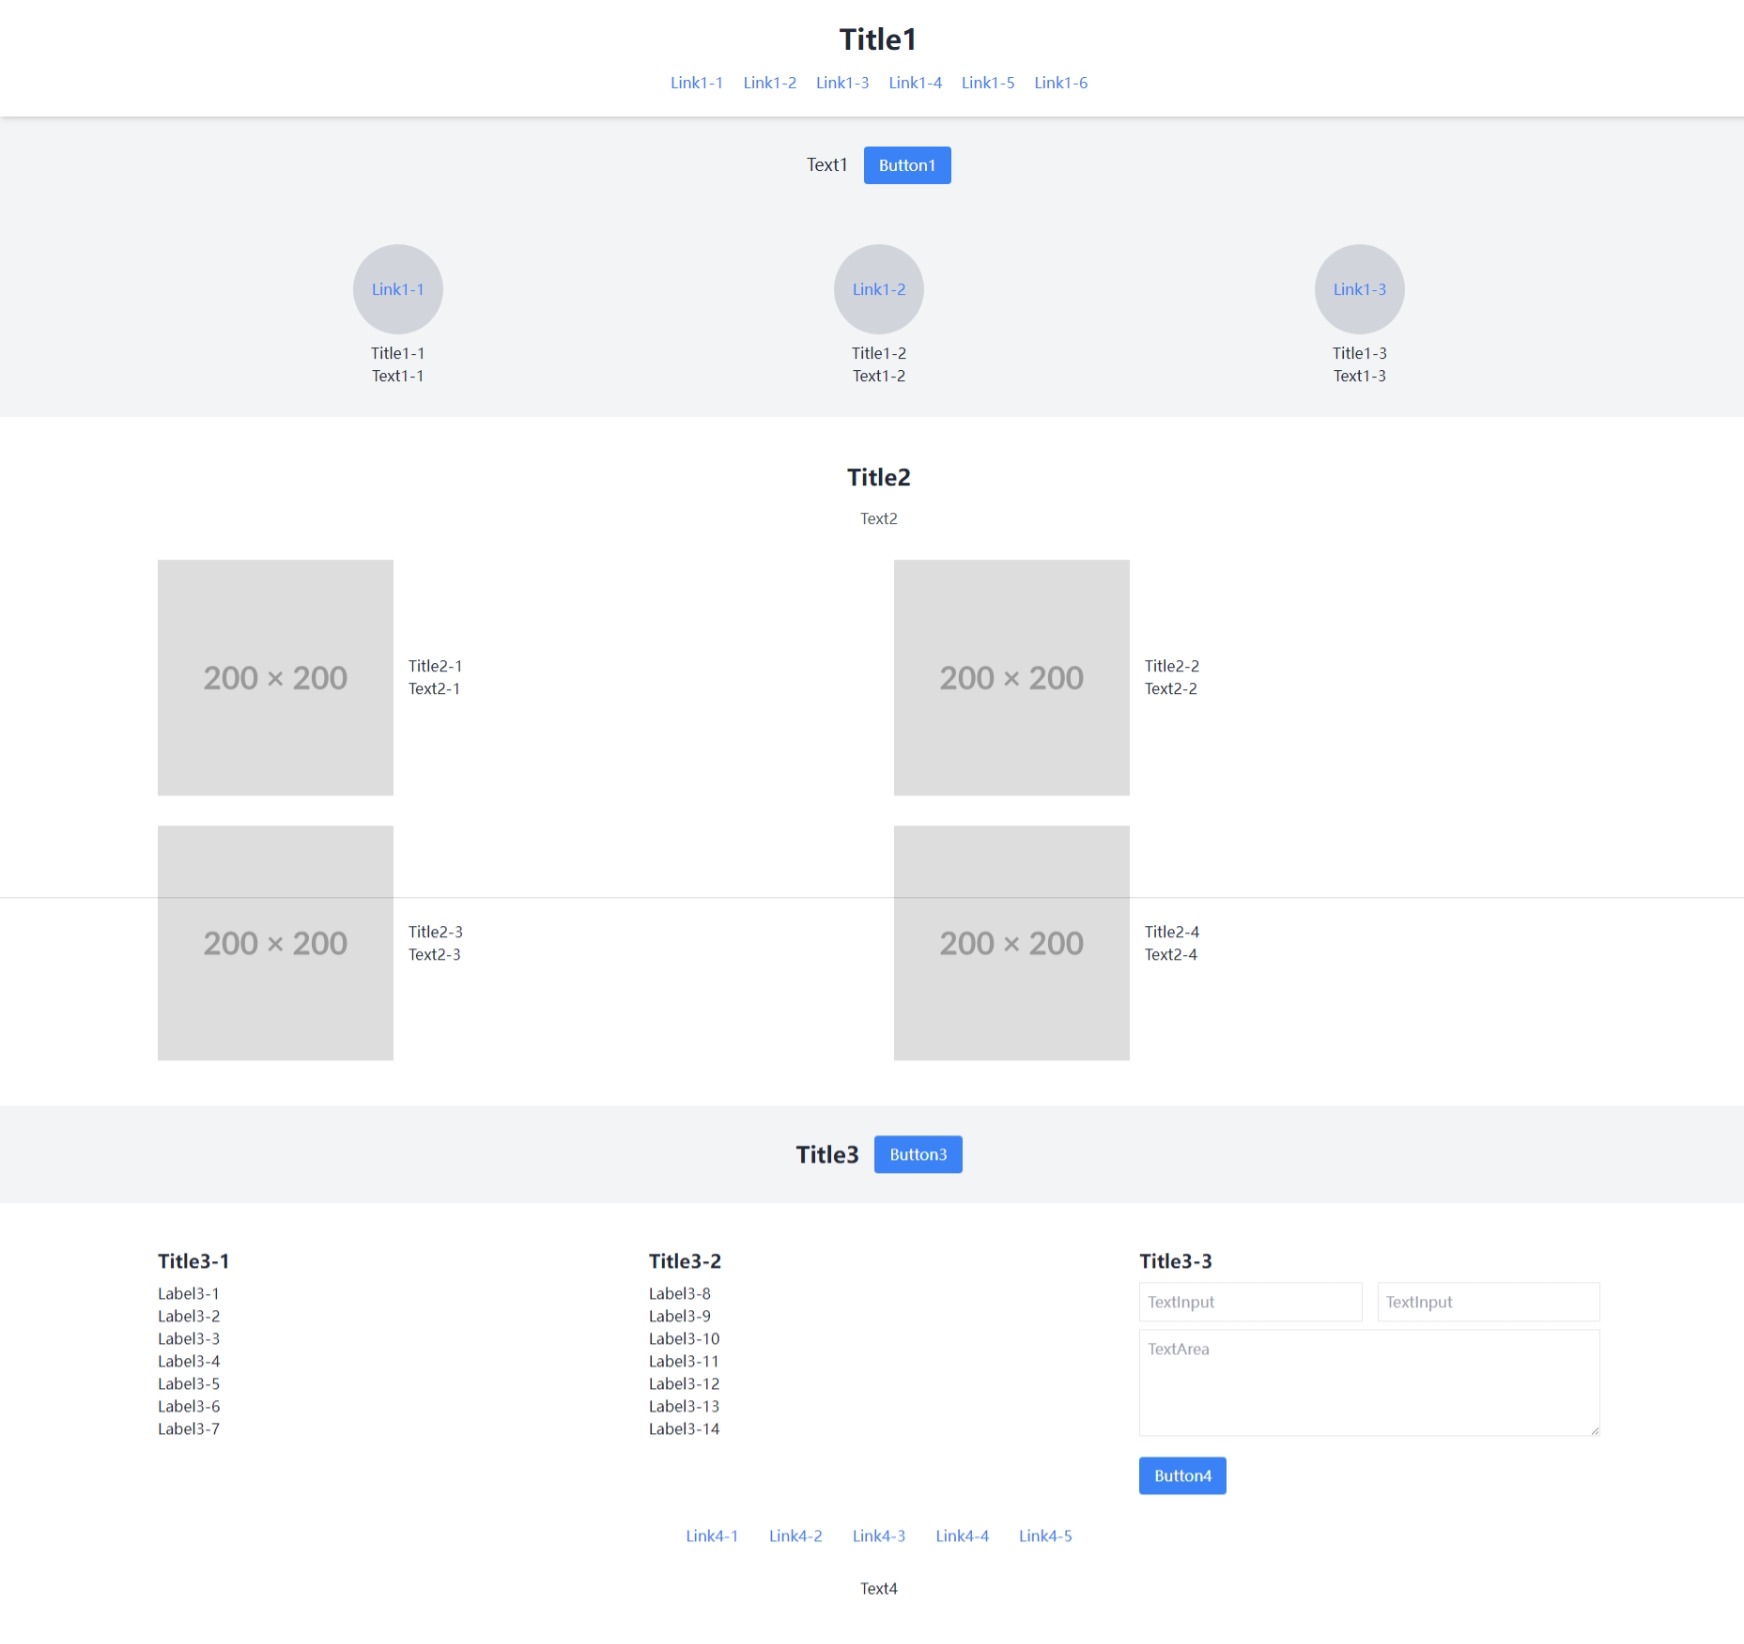 Title1
Link1-1 Link1-2 Link1-3 Link1-4 Link1-5 Link1-6
Text1 Button1
Link1-1 Link1-2 Link1-3
Title1-1 Title1-2 Title1-3
Text1-1 Text1-2 Text1-3
Title2
Text2
200 × 200
Title2-1
Text2-1
200 × 200
Title2-2
Text2-2
200 × 200
Title2-3
Text2-3
200 × 200
Title2-4
Text2-4
Title3 Button3
Title3-1
Label3-1
Label3-2
Label3-3
Label3-4
Label3-5
Label3-6
Label3-7
Title3-2
Label3-8
Label3-9
Label3-10
Label3-11
Label3-12
Label3-13
Label3-14
Title3-3
TextInput TextInput
TextArea
Button4
Link4-1 Link4-2 Link4-3 Link4-4 Link4-5
Text4